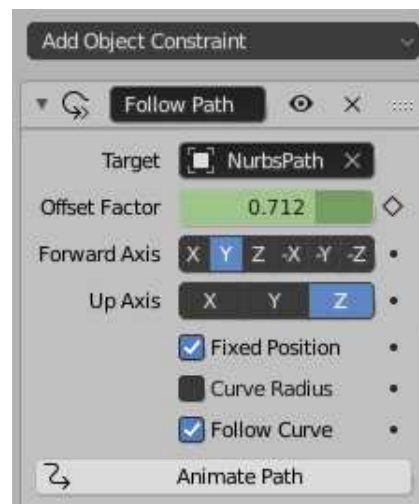 Add Object Constraint
Follow Path
Target NurbsPath
Offset Factor 0.712
Forward Axis X Y Z -X -Y -Z
Up Axis X Y Z
Fixed Position
Curve Radius
Follow Curve
Animate Path